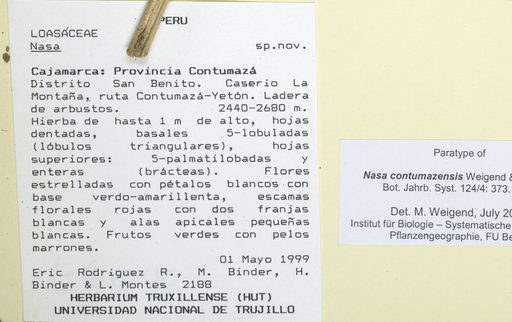 PERU
LOASACEAE
Nasa sp.nov.
Cajamarca: Provincia Contumazá
Distrito San Benito. Caserio La
Montaña, ruta Contumazá-Yetón. Ladera
de arbustos. 2440-2680 m.
Hierba de hasta 1 m de alto, hojas
dentadas, basales 5-lobuladas
(lóbulos triangulares), hojas
superiores: 5-palmatilobadas y
enteras (brácteas). Flores
estrelladas con pétalos blancos con
base verdo-amarillenta, escamas
florales rojas con dos franjas
blancas y alas apicales pequeñas
blancas. Frutos verdes con pelos
marrones.
01 Mayo 1999
Eric Rodríguez R., M. Binder, H.
Binder & L. Montes 2188
HERBARIUM TRUXILLENSE (HUT)
UNIVERSIDAD NACIONAL DE TRUJILLO
Paratype of
Nasa contumazensis Weigend &
Bot. Jahrb. Syst. 124/4: 373.
Det. M. Weigend, July 20
Institut für Biologie – Systematische
Pflanzengeographie, FU Be